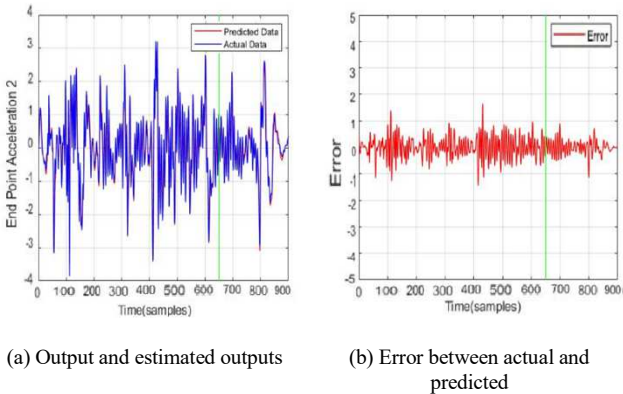 4
3
2
1
0
-1
-2
-3
-4
End Point Acceleration 2
Predicted Data
Actual Data
0 100 200 300 400 500 600 700 800 900
Time(samples)
5
4
3
2
1
0
-1
-2
-3
-4
-5
Error
Error
0 100 200 300 400 500 600 700 800 900
Time(samples)
(a) Output and estimated outputs
(b) Error between actual and
predicted